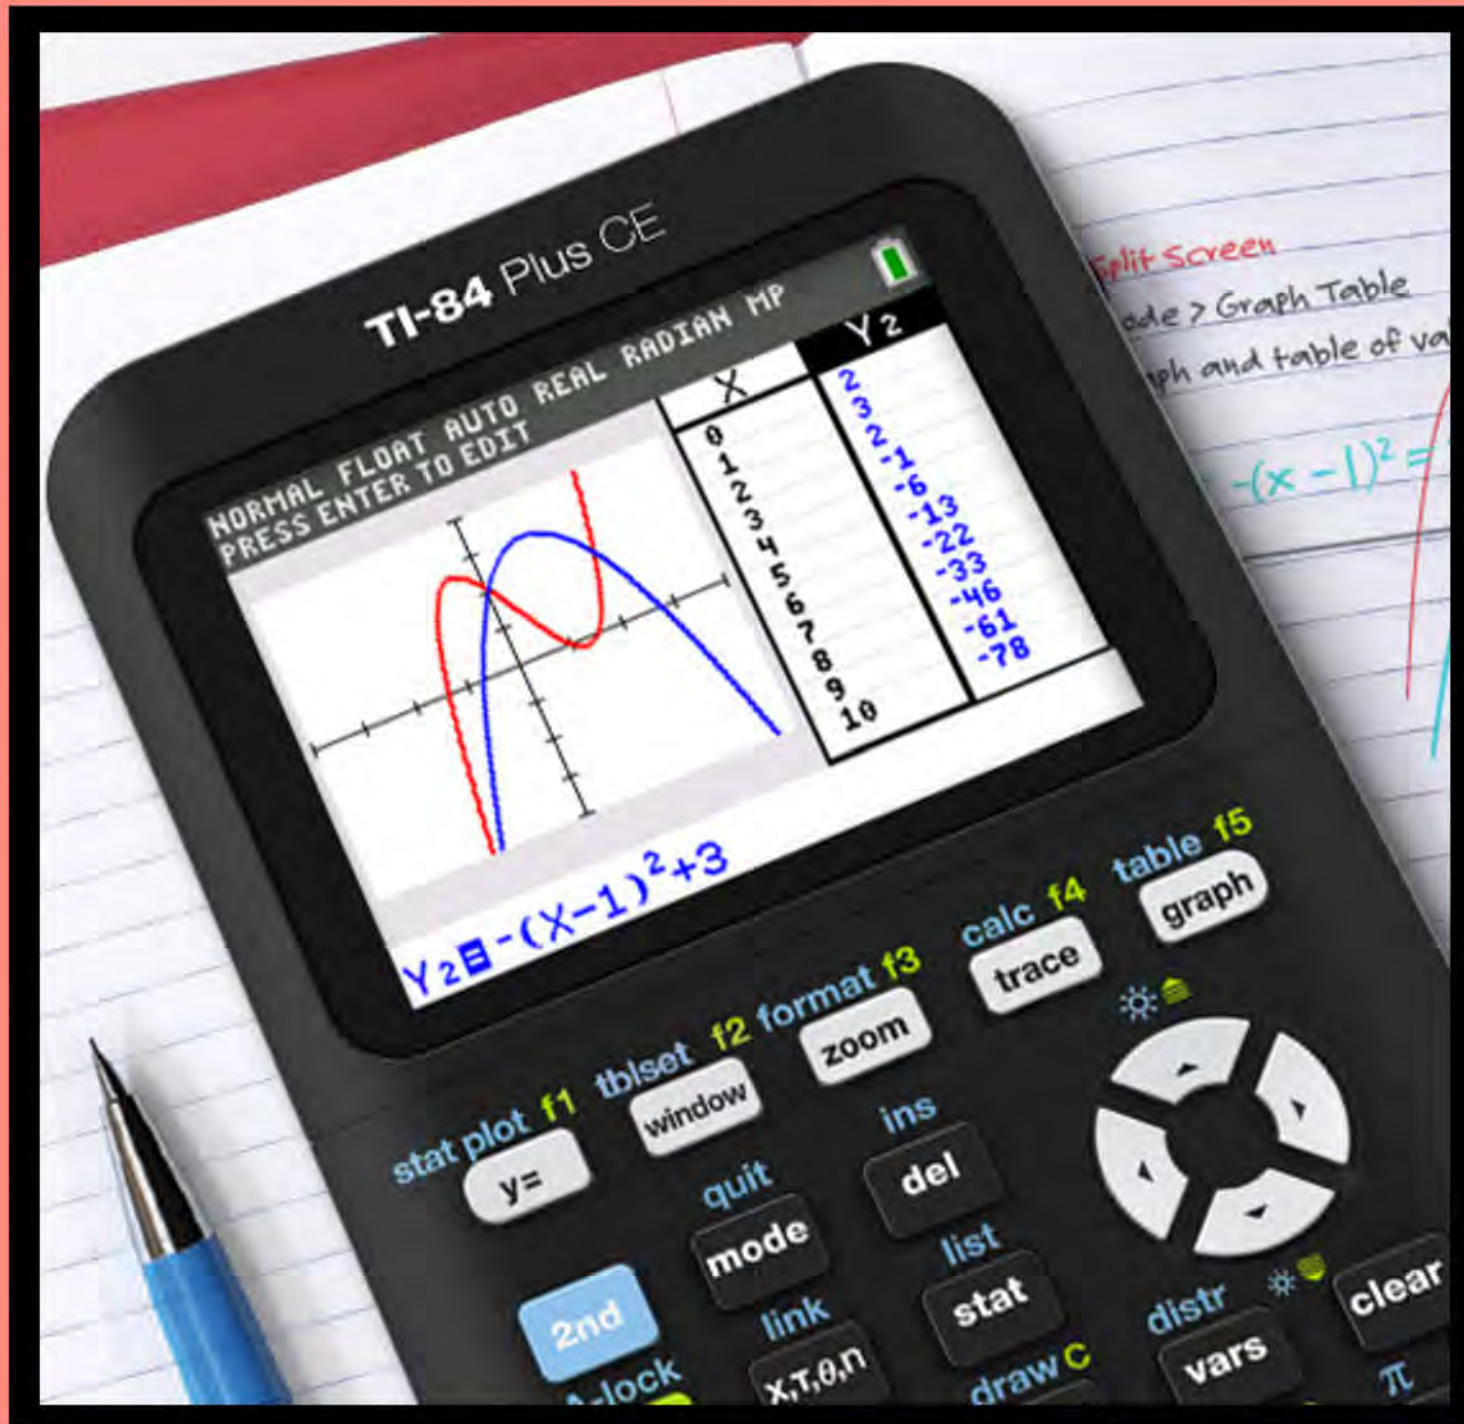 TI-84 Plus CE
NORMAL FLOAT AUTO REAL RADIAN MP
PRESS ENTER TO EDIT
X Y2
0 2
1 3
2 2
3 -1
4 -6
5 -13
6 -22
7 -33
8 -46
9 -61
10 -78
Y2=-(X-1)²+3
Split Screen
> Graph Table
and table of
-(x-1)²=
stat plot f1 tblset f2 format f3 calc f4 table f5
y= window zoom trace graph
quit ins
2nd mode del
A-lock link list
x,T,θ,n stat
draw C distr
vars clear
π